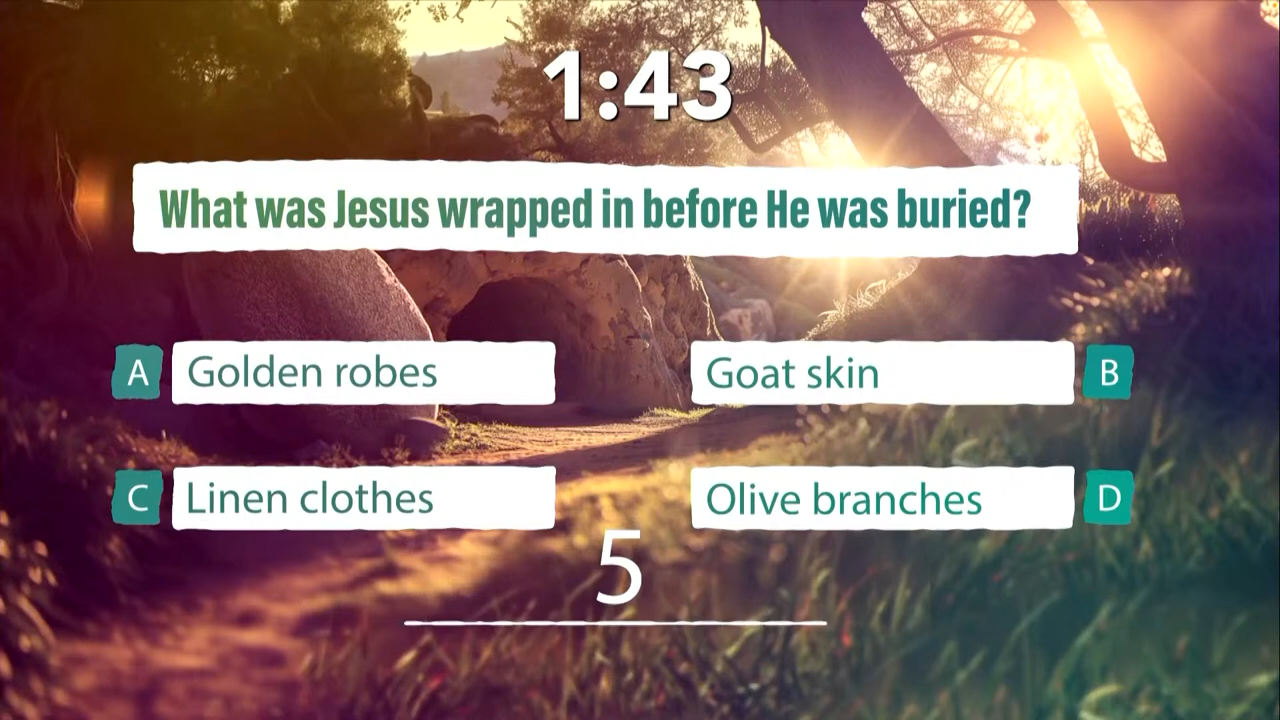 1:43
What was Jesus wrapped in before He was buried?
A Golden robes
Goat skin B
C Linen clothes
Olive branches D
5